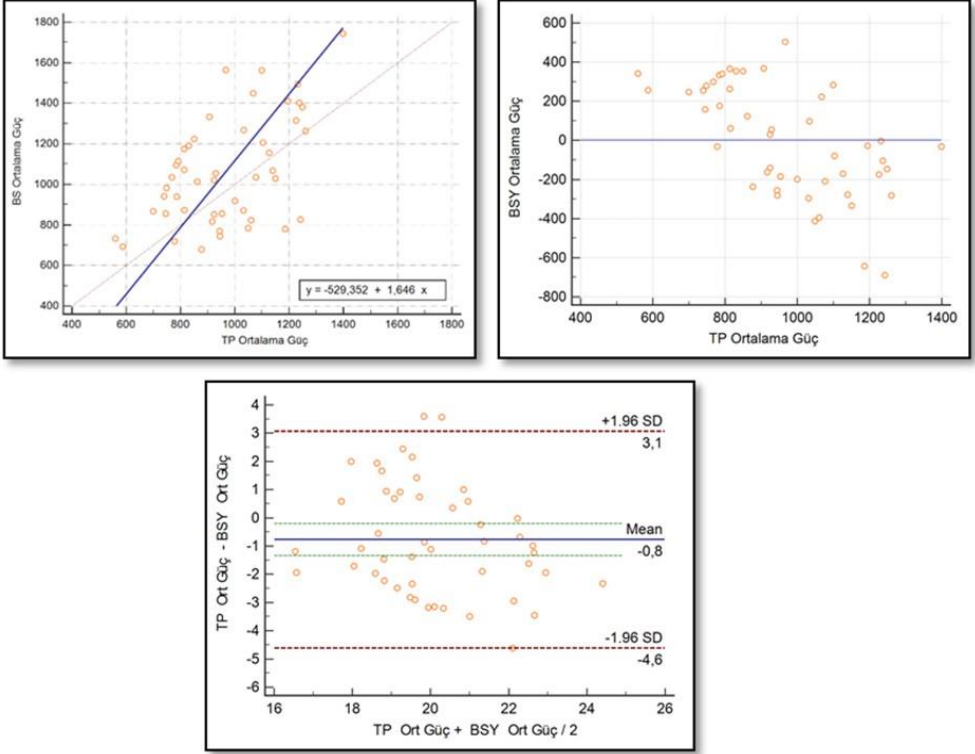 1800
1600
1400
1200
1000
800
600
400
BS Ortalama Güç
y = -529,352 + 1,646 x
400 600 800 1000 1200 1400 1600 1800
TP Ortalama Güç
600
400
200
0
-200
-400
-600
-800
BSY Ortalama Güç
400 600 800 1000 1200 1400
TP Ortalama Güç
4
3
2
1
0
-1
-2
-3
-4
-5
-6
TP Ort Güç - BSY Ort Güç
+1.96 SD
3,1
Mean
-0,8
-1.96 SD
-4,6
16 18 20 22 24 26
TP Ort Güç + BSY Ort Güç / 2